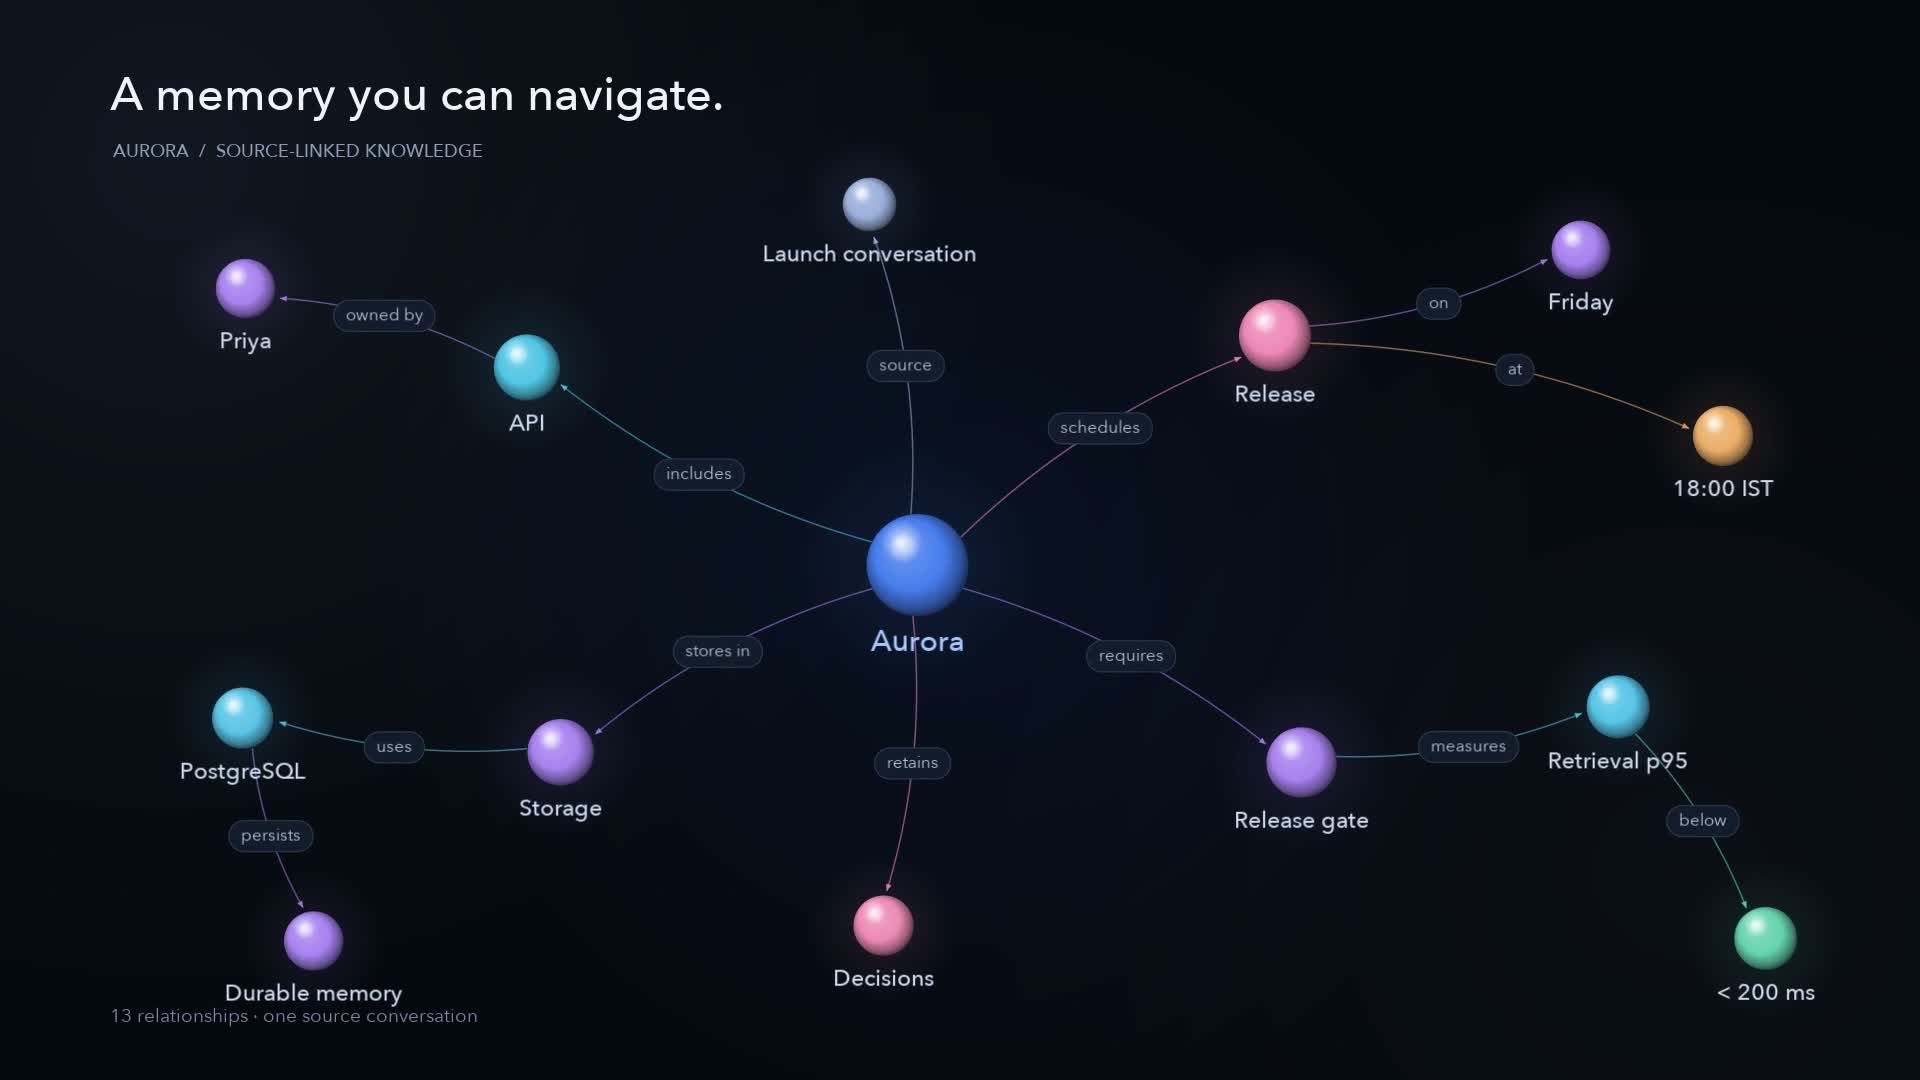 A memory you can navigate.
AURORA / SOURCE-LINKED KNOWLEDGE
Launch conversation
Friday
Priya
owned by
on
API
source
Release
at
schedules
18:00 IST
includes
Aurora
stores in
requires
PostgreSQL
uses
Storage
retains
Release gate
measures
Retrieval p95
persists
below
Durable memory
Decisions
< 200 ms
13 relationships · one source conversation